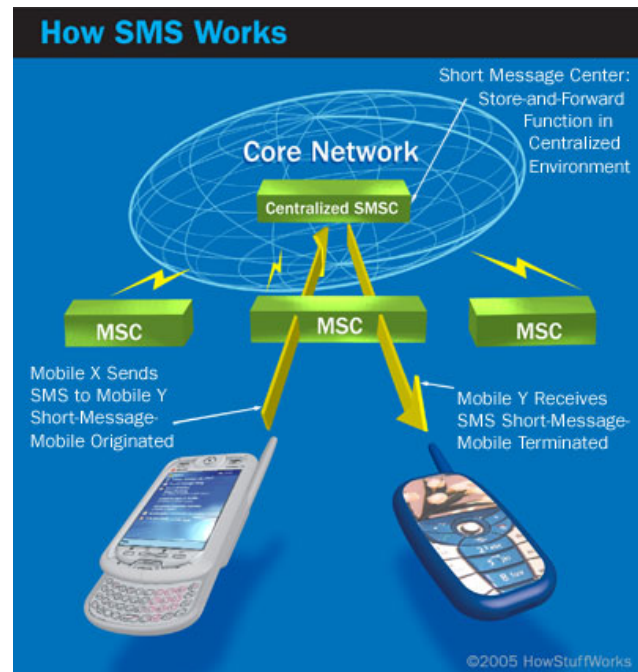 How SMS Works
Short Message Center:
Store-and-Forward
Function in
Centralized
Environment
Core Network
Centralized SMSC
MSC
MSC
MSC
Mobile X Sends
SMS to Mobile Y
Short-Message-
Mobile Originated
Mobile Y Receives
SMS Short-Message-
Mobile Terminated
©2005 HowStuffWorks